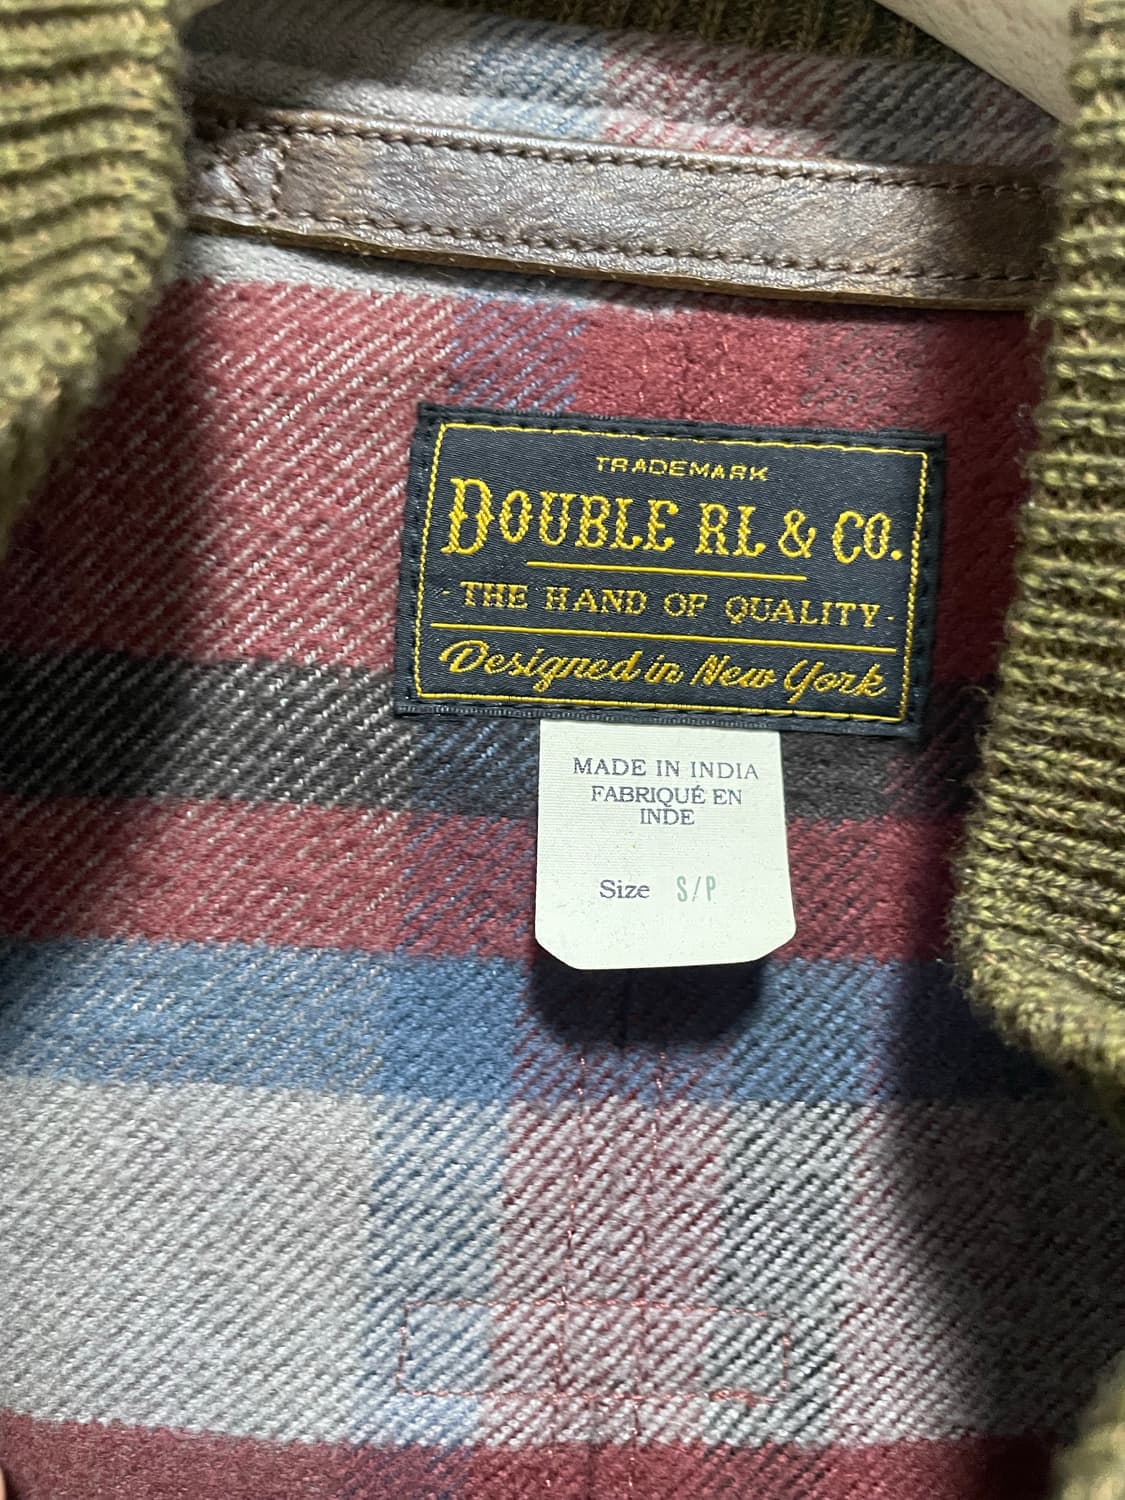 TRADEMARK
DOUBLE RL & CO.
- THE HAND OF QUALITY -
Designed in New York
MADE IN INDIA
FABRIQUÉ EN
INDE
Size S/P